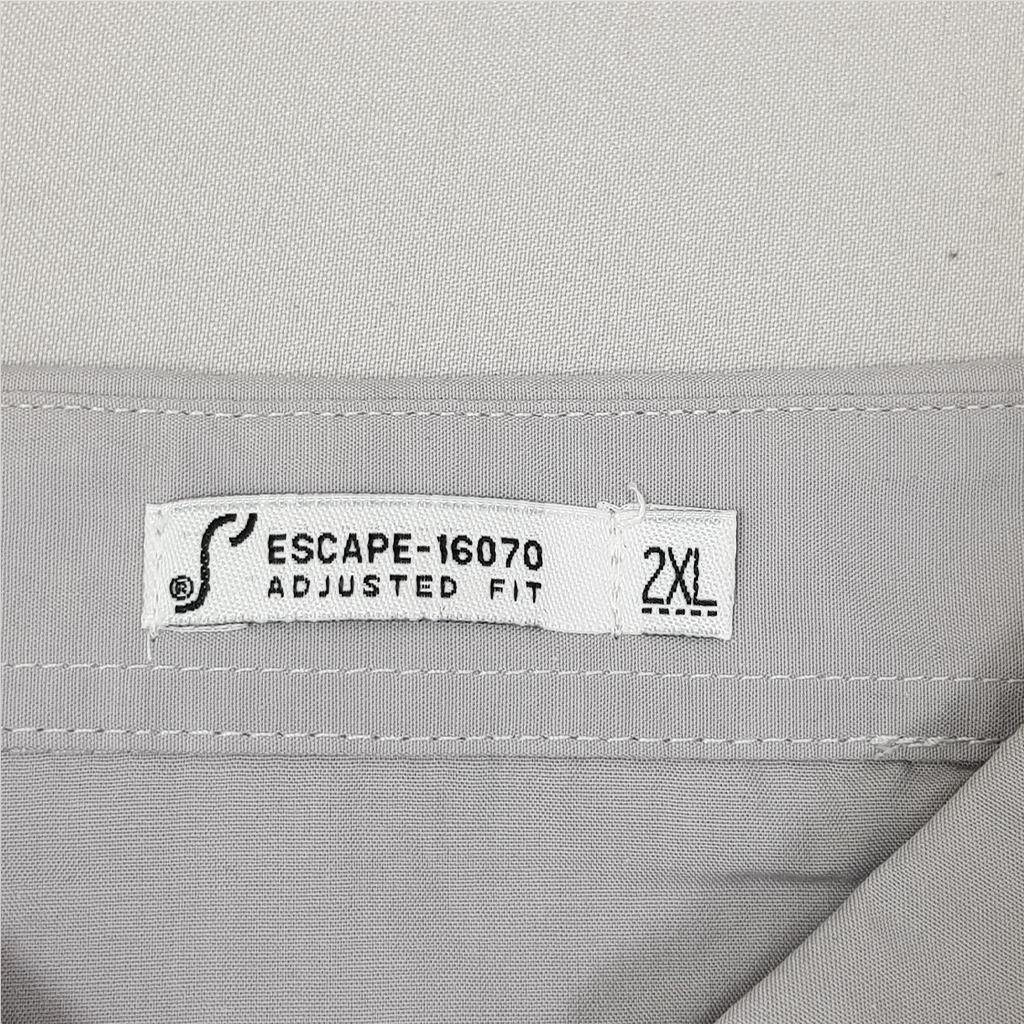 ® ESCAPE-16070
ADJUSTED FIT
2XL